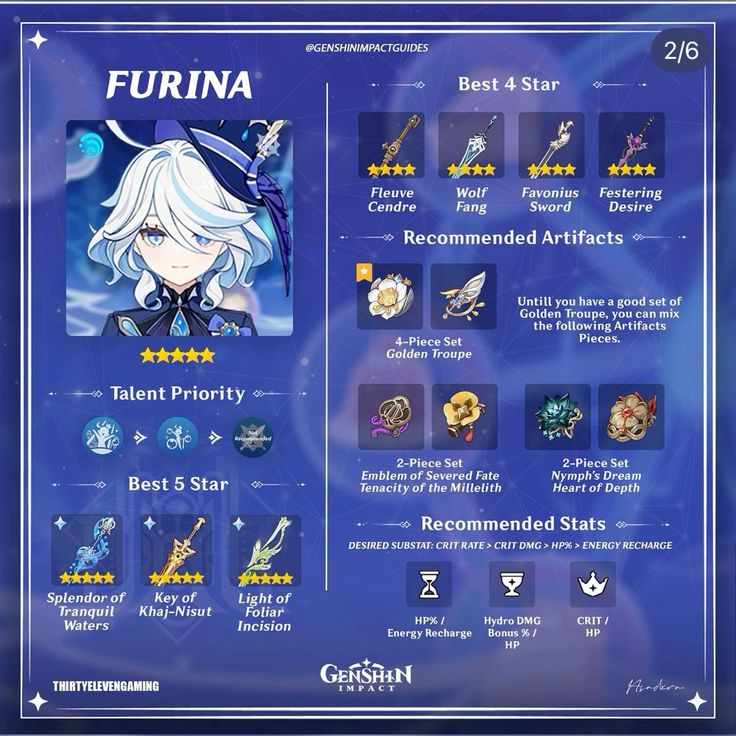 @GENSHINIMPACTGUIDES
2/6
FURINA
Talent Priority
Not
Recommended
Best 5 Star
Splendor of
Tranquil
Waters
Key of
Khaj-Nisut
Light of
Foliar
Incision
Best 4 Star
Fleuve
Cendre
Wolf
Fang
Favonius
Sword
Festering
Desire
Recommended Artifacts
4-Piece Set
Golden Troupe
Untill you have a good set of
Golden Troupe, you can mix
the following Artifacts
Pieces.
2-Piece Set
Emblem of Severed Fate
Tenacity of the Millelith
2-Piece Set
Nymph's Dream
Heart of Depth
Recommended Stats
DESIRED SUBSTAT: CRIT RATE > CRIT DMG > HP% > ENERGY RECHARGE
HP% /
Energy Recharge
Hydro DMG
Bonus % /
HP
CRIT /
HP
THIRTYELEVENGAMING
GENSHIN
IMPACT